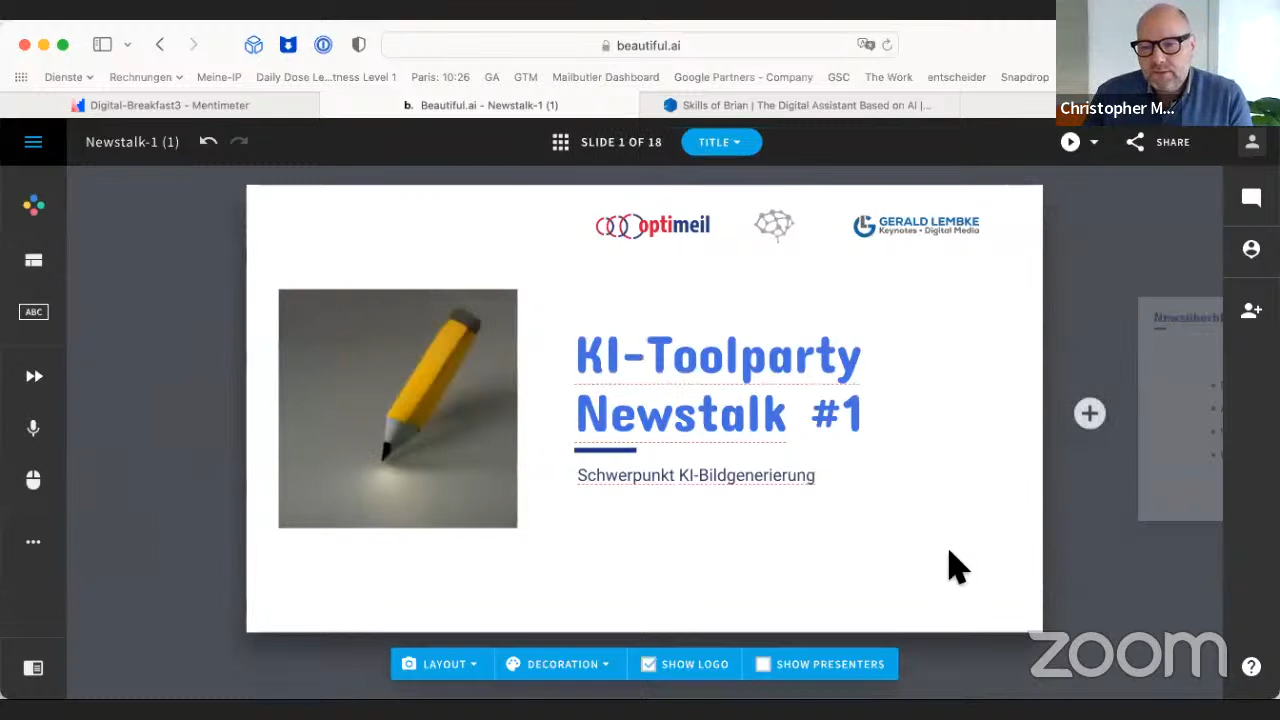 beautiful.ai
Dienste
Rechnungen
Meine-IP
Daily Dose Le...tness Level 1
Paris: 10:26
GA
GTM
Mailbutler Dashboard
Google Partners - Company
GSC
The Work
entscheider
Snapdrop
Digital-Breakfast3 - Mentimeter
b. Beautiful.ai - Newstalk-1 (1)
Skills of Brian | The Digital Assistant Based on AI |...
Christopher M...
Newstalk-1 (1)
SLIDE 1 OF 18
TITLE
SHARE
optimeil
GERALD LEMBKE
Keynotes • Digital Media
ABC
KI-Toolparty
Newstalk #1
Schwerpunkt KI-Bildgenerierung
LAYOUT
DECORATION
SHOW LOGO
SHOW PRESENTERS
zoom